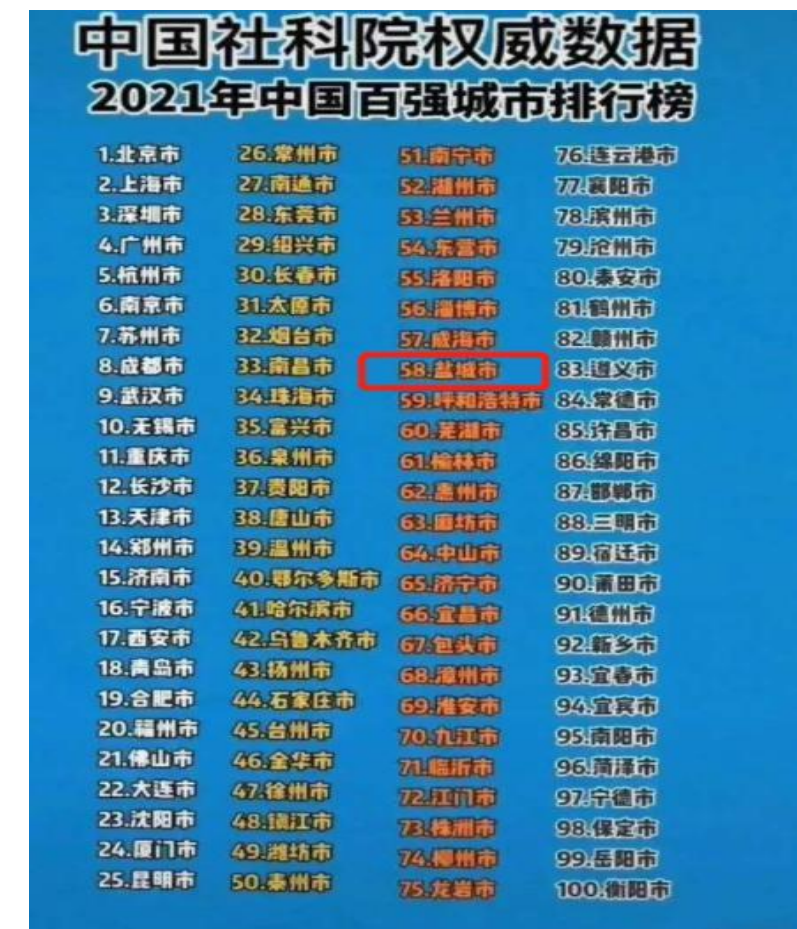 中国社科院权威数据
2021年中国百强城市排行榜
1.北京市
2.上海市
3.深圳市
4.广州市
5.杭州市
6.南京市
7.苏州市
8.成都市
9.武汉市
10.无锡市
11.重庆市
12.长沙市
13.天津市
14.郑州市
15.济南市
16.宁波市
17.西安市
18.青岛市
19.合肥市
20.福州市
21.佛山市
22.大连市
23.沈阳市
24.厦门市
25.昆明市
26.常州市
27.南通市
28.东莞市
29.绍兴市
30.长春市
31.太原市
32.烟台市
33.南昌市
34.珠海市
35.嘉兴市
36.泉州市
37.贵阳市
38.唐山市
39.温州市
40.鄂尔多斯市
41.哈尔滨市
42.乌鲁木齐市
43.扬州市
44.石家庄市
45.台州市
46.金华市
47.徐州市
48.镇江市
49.潍坊市
50.泰州市
51.南宁市
52.湖州市
53.兰州市
54.东营市
55.洛阳市
56.淄博市
57.威海市
58.盐城市
59.呼和浩特市
60.芜湖市
61.榆林市
62.惠州市
63.廊坊市
64.中山市
65.济宁市
66.宜昌市
67.包头市
68.漳州市
69.淮安市
70.九江市
71.临沂市
72.江门市
73.株洲市
74.柳州市
75.龙岩市
76.连云港市
77.襄阳市
78.滨州市
79.沧州市
80.泰安市
81.
82.赣州市
83.遵义市
84.常德市
85.许昌市
86.绵阳市
87.邯郸市
88.三明市
89.宿迁市
90.莆田市
91.德州市
92.新乡市
93.宜春市
94.宜宾市
95.南阳市
96.菏泽市
97.宁德市
98.保定市
99.岳阳市
100.衡阳市